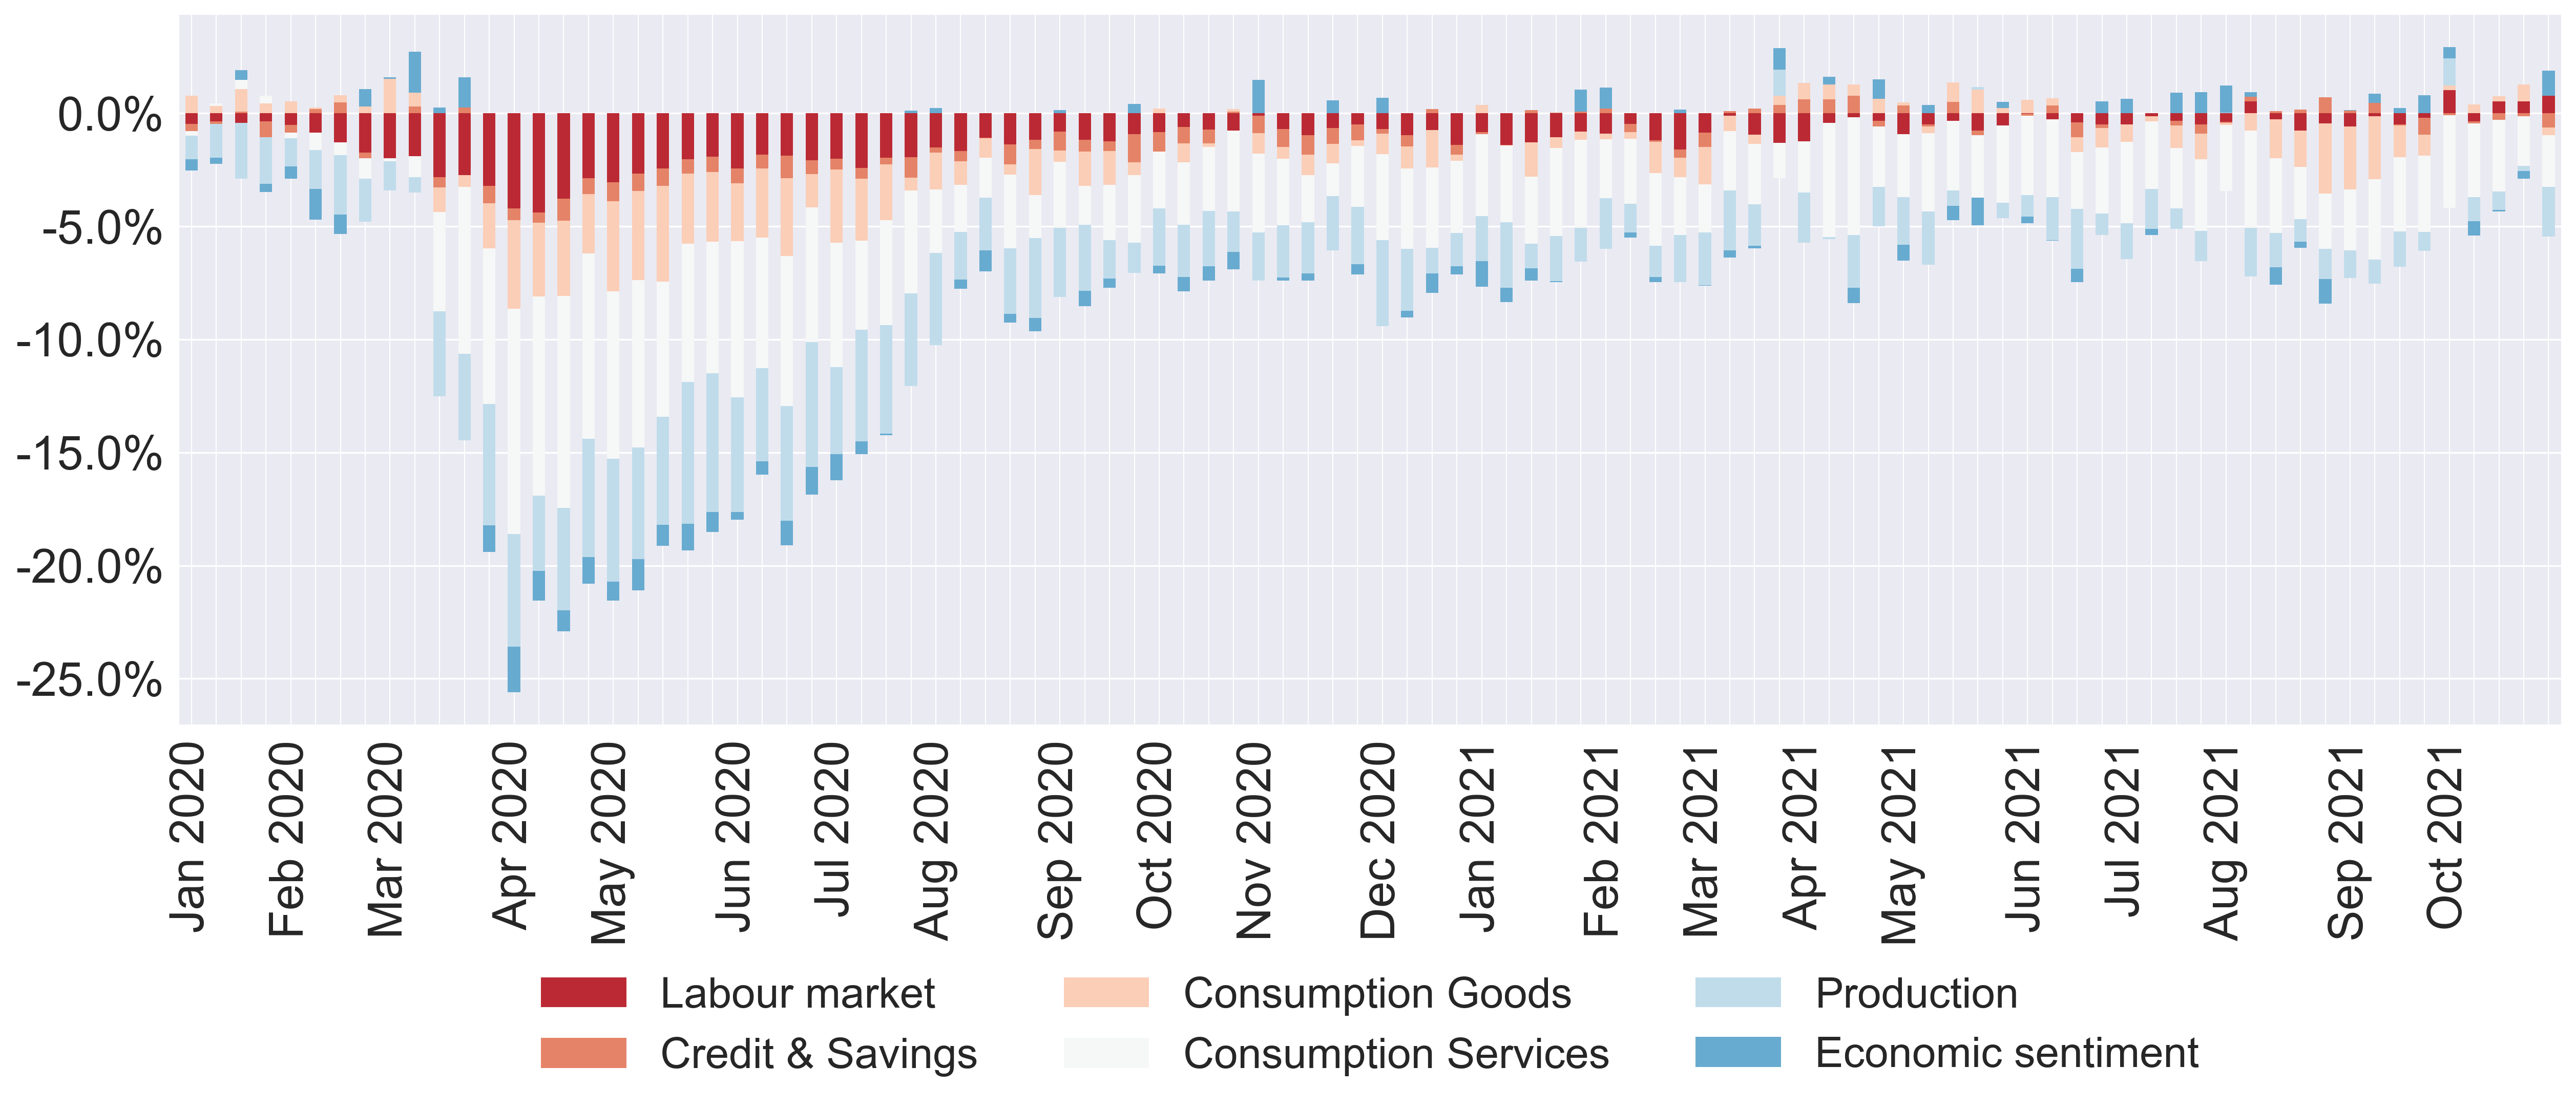 0.0%
-5.0%
-10.0%
-15.0%
-20.0%
-25.0%
Jan 2020
Feb 2020
Mar 2020
Apr 2020
May 2020
Jun 2020
Jul 2020
Aug 2020
Sep 2020
Oct 2020
Nov 2020
Dec 2020
Jan 2021
Feb 2021
Mar 2021
Apr 2021
May 2021
Jun 2021
Jul 2021
Aug 2021
Sep 2021
Oct 2021
Labour market
Consumption Goods
Production
Credit & Savings
Consumption Services
Economic sentiment